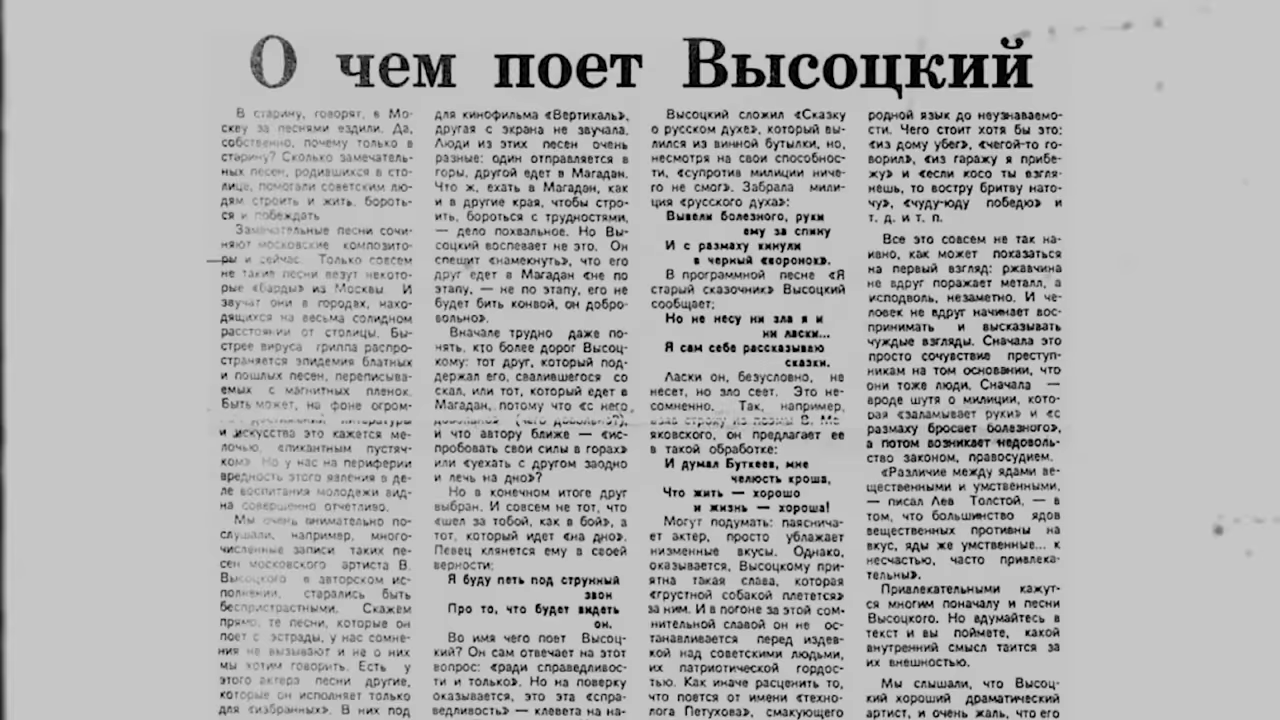 О чем поет Высоцкий
В старину, говорят, в Мо-
скву за песнями ездили. Да,
собственно, почему только в
старину? Сколько замечатель-
ных песен, родившихся в сто-
лице, помогали советским лю-
дям строить и жить, бороть-
ся и побеждать
Замечательные песни сочи-
няют московские композито-
ры и сейчас. Только совсем
не такие песни везут некото-
рые «барды» из Москвы. И
звучат они в городах, нахо-
дящихся на весьма солидном
расстоянии от столицы. Бы-
стрее вируса гриппа распро-
страняется эпидемия блатных
и пошлых песен, переписыва-
емых с магнитных пленок.
Быть может, на фоне огром-
и искусства это кажется ме-
лочью, «пикантным пустяч-
ком». Но у нас на периферии
вредность этого явления в де-
ле воспитания молодежи вид-
на совершенно отчетливо.
Мы очень внимательно по-
слушали, например, много-
численные записи таких пе-
сен московского артиста В.
Высоцкого в авторском ис-
полнении, старались быть
беспристрастными. Скажем
прямо, те песни, которые он
поет с эстрады, у нас сомне-
ния не вызывают и не о них
мы хотим говорить. Есть у
этого актера песни другие,
которые он исполняет только
для «избранных». В них под
для кинофильма «Вертикаль»,
другая с экрана не звучала.
Люди из этих песен очень
разные: один отправляется в
горы, другой едет в Магадан.
Что ж, ехать в Магадан, как
и в другие края, чтобы стро-
ить, бороться с трудностями,
— дело похвальное. Но Вы-
соцкий воспевает не это. Он
спешит «намекнуть», что его
друг едет в Магадан «не по
этапу, — не по этапу, его не
будет бить конвой, он добро-
вольно».
Вначале трудно даже по-
нять, кто более дорог Высоц-
кому: тот друг, который под-
держал его, свалившегося со
скал, или тот, который едет в
Магадан, потому что «с него
довольно» (чего довольно?),
и что автору ближе — «ис-
пробовать свои силы в горах»
или «уехать с другом заодно
и лечь на дно»?
Но в конечном итоге друг
выбран. И совсем не тот, что
«шел за тобой, как в бой», а
тот, который идет «на дно».
Певец клянется ему в своей
верности:
Я буду петь под струнный
звон
Про то, что будет видеть
он.
Во имя чего поет Высоц-
кий? Он сам отвечает на этот
вопрос: «ради справедливос-
ти и только». Но на поверку
оказывается, это эта «спра-
ведливость» — клевета на на-
Высоцкий сложил «Сказку
о русском духе», который вы-
лился из винной бутылки, но,
несмотря на свои способнос-
ти, «супротив милиции ниче-
го не смог». Забрала мили-
ция «русского духа»:
Вывели болезного, руки
ему за спину
И с размаху кинули
в черный «воронок».
В программной песне «Я
старый сказочник» Высоцкий
сообщает:
Но не несу ни зла я и
ни ласки...
Я сам себе рассказываю
сказки.
Ласки он, безусловно, не
несет, но зло сеет. Это не-
сомненно. Так, например,
взяв строку из поэмы В. Ма-
яковского, он предлагает ее
в такой обработке:
И думал Буткеев, мне
челюсть кроша,
Что жить — хорошо
и жизнь — хороша!
Могут подумать: паяснича-
ет актер, просто ублажает
низменные вкусы. Однако,
оказывается, Высоцкому при-
ятна такая слава, которая
«грустной собакой плетется»
за ним. И в погоне за этой сом-
нительной славой он не ос-
танавливается перед издев-
кой над советскими людьми,
их патриотической гордос-
тью. Как иначе расценить то,
что поется от имени «техно-
лога Петухова», смакующего
родной язык до неузнаваемо-
сти. Чего стоит хотя бы это:
«из дому убег», «чегой-то го-
ворил», «из гаражу я прибе-
жу» и «если косо ты взгля-
нешь, то востру бритву нато-
чу», «чуду-юду победю» и
т. д. и т. п.
Все это совсем не так на-
ивно, как может показаться
на первый взгляд: ржавчина
не вдруг поражает металл, а
исподволь, незаметно. И че-
ловек не вдруг начинает вос-
принимать и высказывать
чуждые взгляды. Сначала это
просто сочувствие преступ-
никам на том основании, что
они тоже люди. Сначала —
вроде шутя о милиции, кото-
рая «заламывает руки» и «с
размаху бросает болезного»,
а потом возникает недоволь-
ство законом, правосудием.
«Различие между ядами ве-
щественными и умственными,
— писал Лев Толстой, — в
том, что большинство ядов
вещественных противны на
вкус, яды же умственные... к
несчастью, часто привлека-
тельны».
Привлекательными кажут-
ся многим поначалу и песни
Высоцкого. Но вдумайтесь в
текст и вы поймете, какой
внутренний смысл таится за
их внешностью.
Мы слышали, что Высоц-
кий хороший драматический
артист, и очень жаль, что его